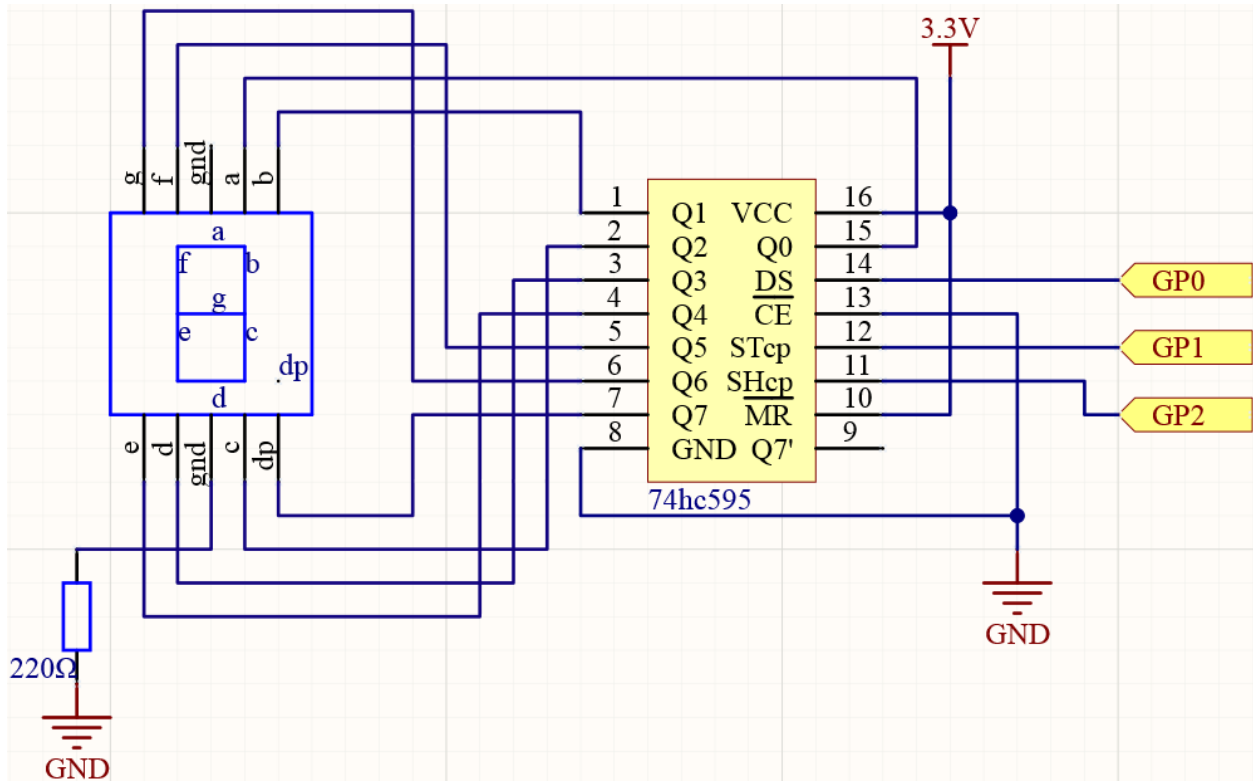 3.3V
g
f
gnd
a
b
a
f
b
g
e
c
dp
d
e
d
gnd
c
dp
220Ω
GND
1
2
3
4
5
6
7
8
Q1 VCC
Q2 Q0
Q3 DS
Q4 CE
Q5 STcp
Q6 SHcp
Q7 MR
GND Q7'
16
15
14
13
12
11
10
9
74hc595
GP0
GP1
GP2
GND